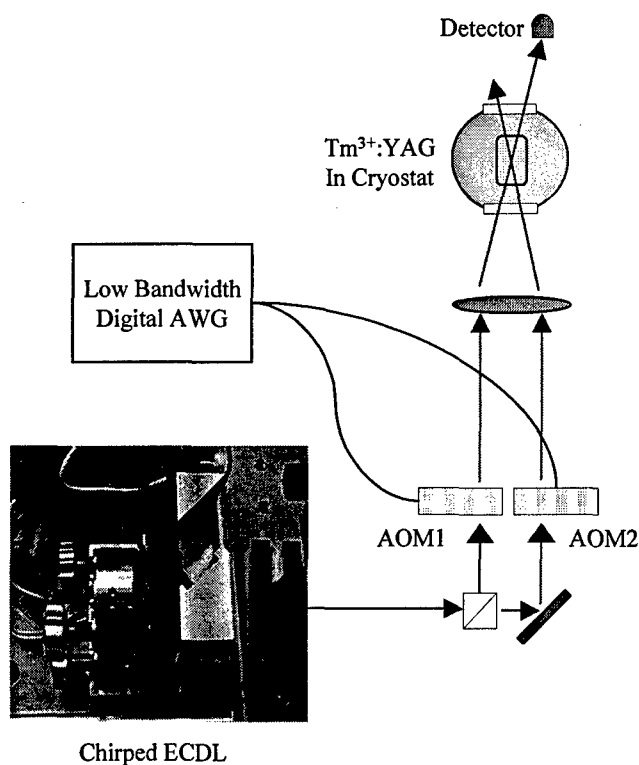 Detector
Tm³⁺:YAG
In Cryostat
Low Bandwidth
Digital AWG
AOM1
AOM2
Chirped ECDL